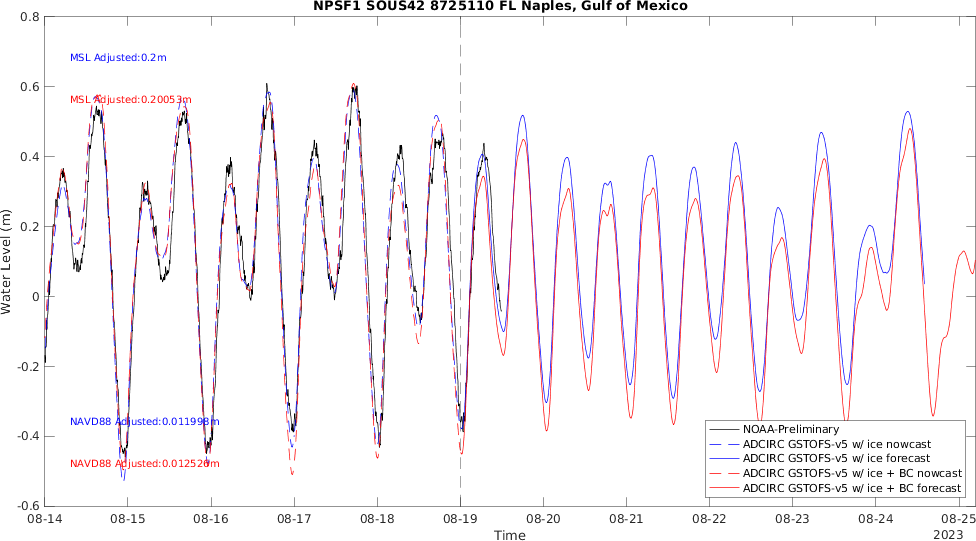 NPSF1 SOUS42 8725110 FL Naples, Gulf of Mexico
Water Level (m)
0.8
0.6
0.4
0.2
0
-0.2
-0.4
-0.6
MSL Adjusted:0.2m
MSL Adjusted:0.20053m
NAVD88 Adjusted:0.011998m
NAVD88 Adjusted:0.012529m
NOAA-Preliminary
ADCIRC GSTOFS-v5 w/ ice nowcast
ADCIRC GSTOFS-v5 w/ ice forecast
ADCIRC GSTOFS-v5 w/ ice + BC nowcast
ADCIRC GSTOFS-v5 w/ ice + BC forecast
08-14 08-15 08-16 08-17 08-18 08-19 08-20 08-21 08-22 08-23 08-24 08-25
Time
2023